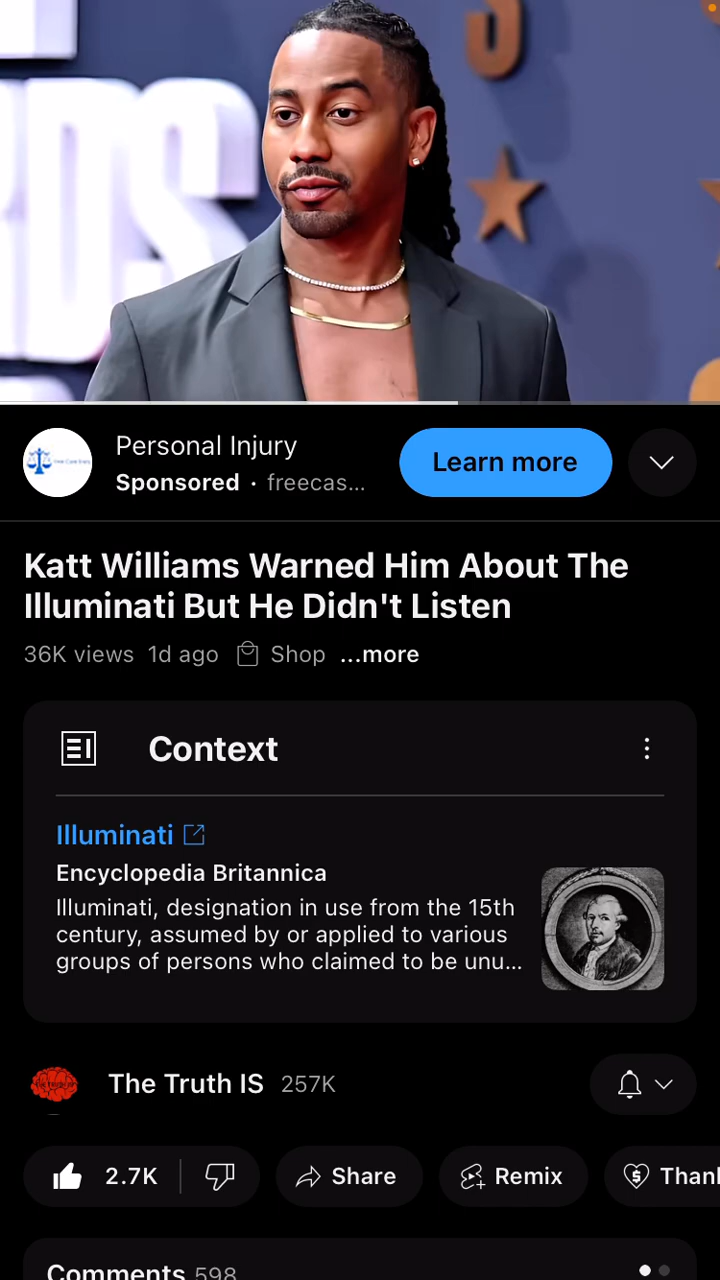 RDS
S
Personal Injury
Learn more
Sponsored · freecas...
Katt Williams Warned Him About The
Illuminati But He Didn't Listen
36K views 1d ago Shop ...more
Context
Illuminati
Encyclopedia Britannica
Illuminati, designation in use from the 15th
century, assumed by or applied to various
groups of persons who claimed to be unu...
The Truth IS 257K
2.7K Share Remix Thank
Comments 598